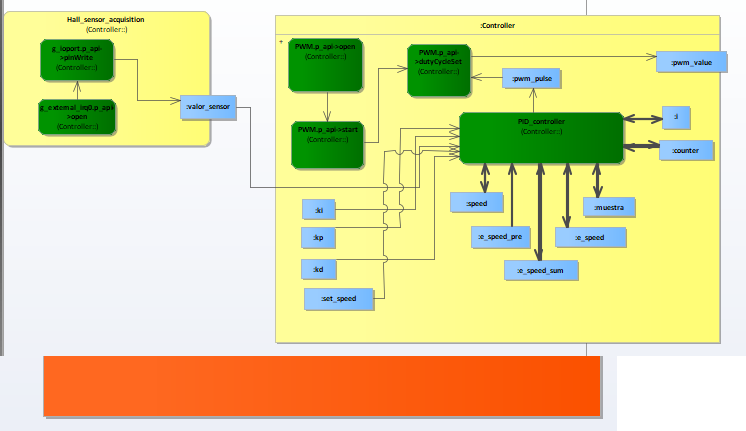 Hall_sensor_acquisition
(Controller::)
g_ioport.p_api-
>pinWrite
(Controller::)
g_external_irq0.p_api-
>open
(Controller::)
:valor_sensor
:Controller
+
PWM.p_api->open
(Controller::)
PWM.p_api-
>dutyCycleSet
(Controller::)
:pwm_value
:pwm_pulse
PWM.p_api->start
(Controller::)
PID_controller
(Controller::)
:i
:counter
:speed
:muestra
:ki
:kp
:e_speed_pre
:e_speed
:kd
:e_speed_sum
:set_speed